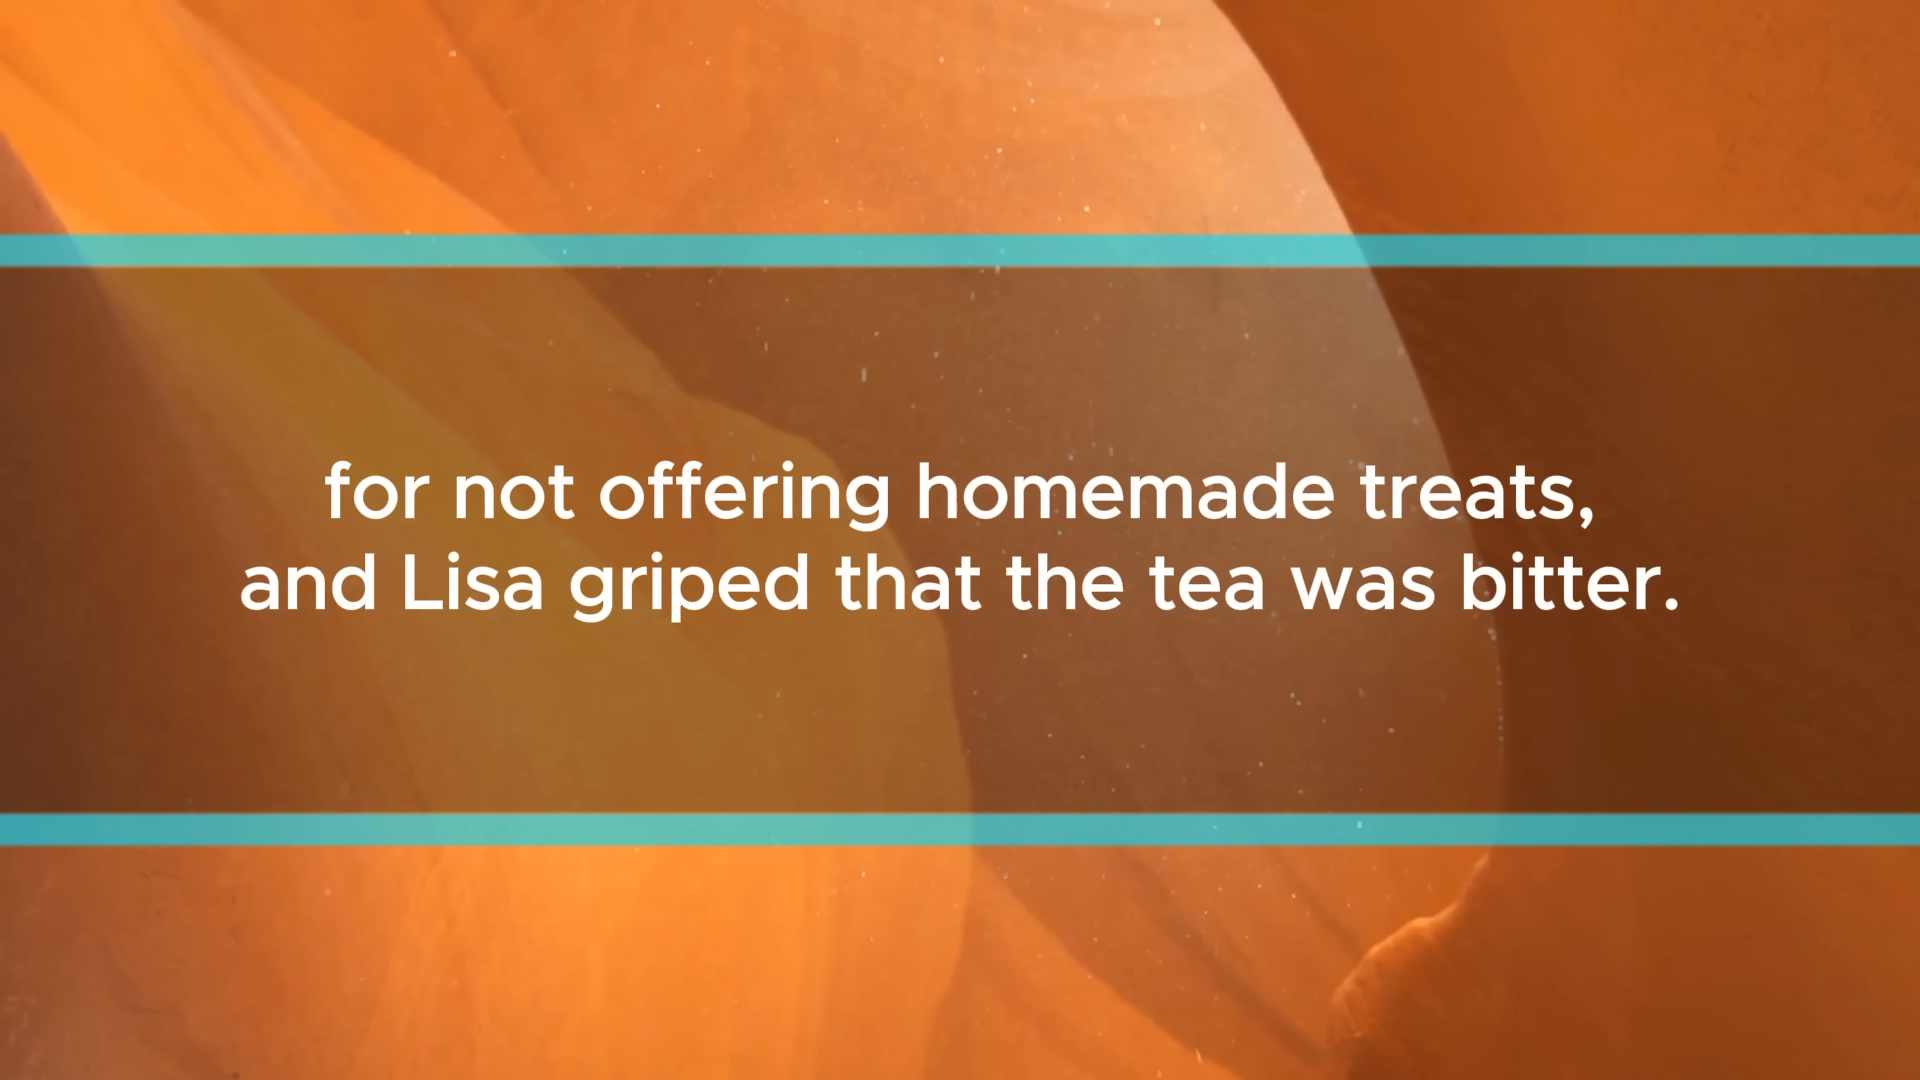 for not offering homemade treats,
and Lisa griped that the tea was bitter.